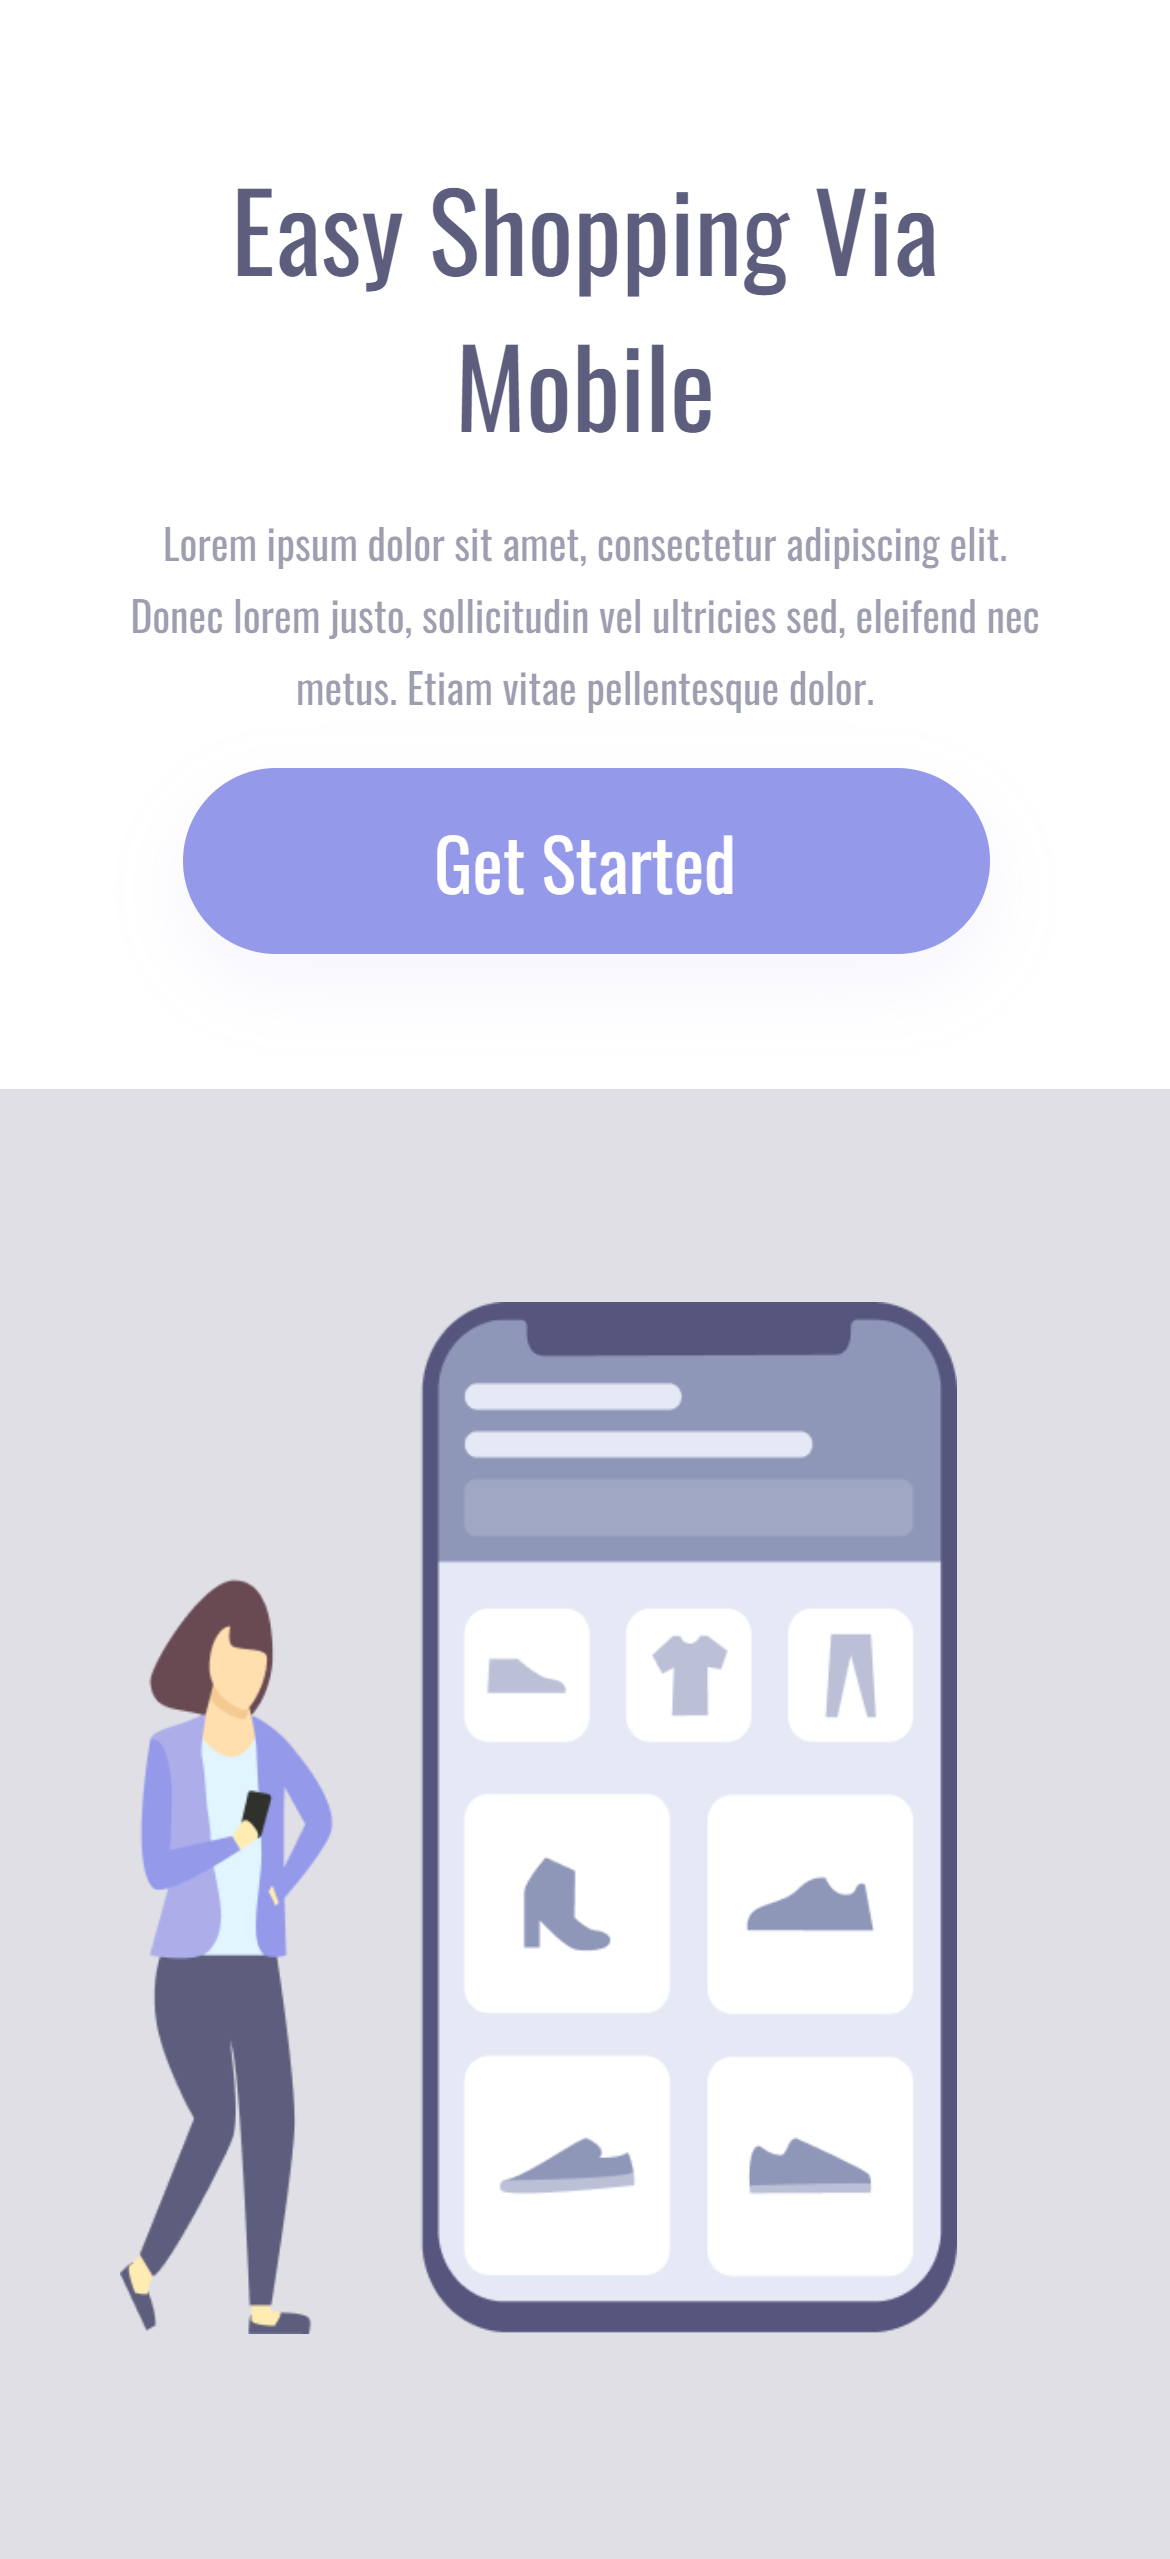 Easy Shopping Via
Mobile
Lorem ipsum dolor sit amet, consectetur adipiscing elit.
Donec lorem justo, sollicitudin vel ultricies sed, eleifend nec
metus. Etiam vitae pellentesque dolor.
Get Started